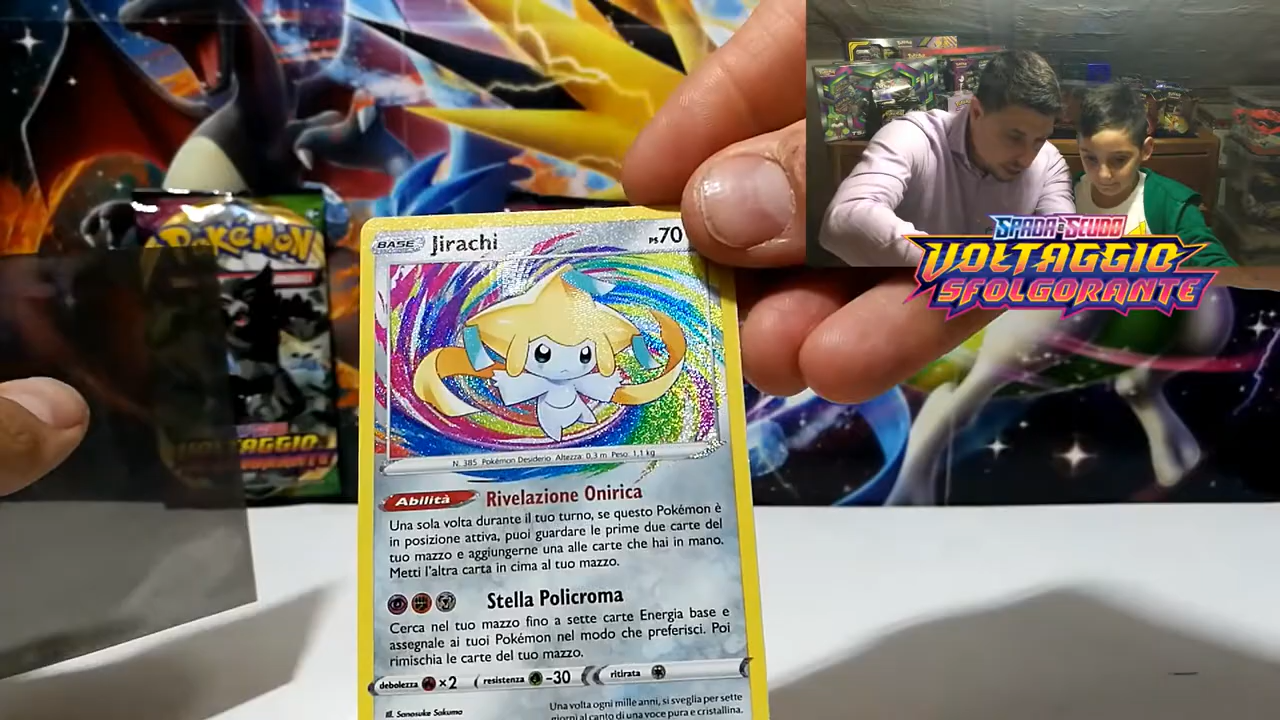 BASE
Jirachi
PS70
N. 385 Pokémon Desiderio Altezza: 0,3 m Peso: 1,1 kg
Abilità Rivelazione Onirica
Una sola volta durante il tuo turno, se questo Pokémon è
in posizione attiva, puoi guardare le prime due carte del
tuo mazzo e aggiungerne una alle carte che hai in mano.
Metti l'altra carta in cima al tuo mazzo.
Stella Policroma
Cerca nel tuo mazzo fino a sette carte Energia base e
assegnale ai tuoi Pokémon nel modo che preferisci. Poi
rimischia le carte del tuo mazzo.
debolezza ×2 resistenza -30 ritirata
Ill. Sanosuke Sakuma
Una volta ogni mille anni, si sveglia per sette
giorni al canto di una voce pura e cristallina.
POKÉMON
VOLTAGGIO
SPADA E SCUDO
VOLTAGGIO
SFOLGORANTE